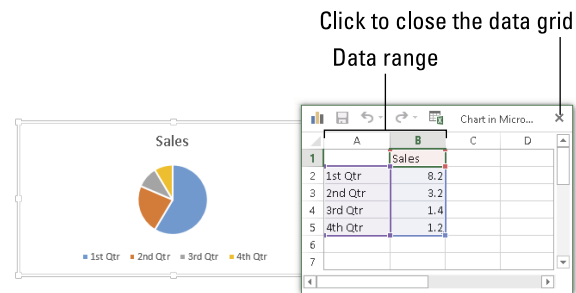 Click to close the data grid
Data range
Chart in Micro...
A B C D
Sales
1 Sales
2 1st Qtr 8.2
3 2nd Qtr 3.2
4 3rd Qtr 1.4
5 4th Qtr 1.2
6
7
1st Qtr 2nd Qtr 3rd Qtr 4th Qtr